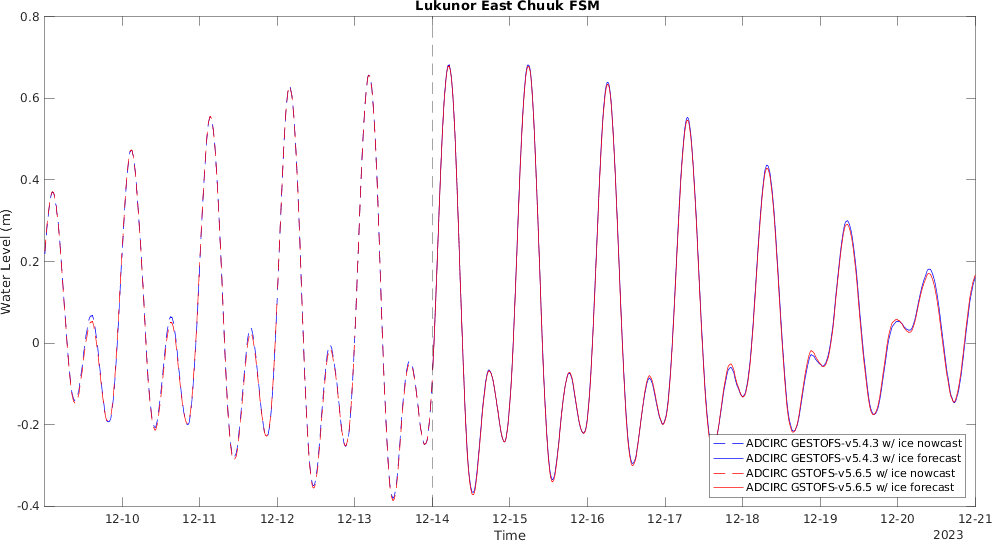 Lukunor East Chuuk FSM
0.8
0.6
0.4
0.2
0
-0.2
-0.4
Water Level (m)
12-10
12-11
12-12
12-13
12-14
12-15
12-16
12-17
12-18
12-19
12-20
12-21
Time
2023
ADCIRC GESTOFS-v5.4.3 w/ ice nowcast
ADCIRC GESTOFS-v5.4.3 w/ ice forecast
ADCIRC GSTOFS-v5.6.5 w/ ice nowcast
ADCIRC GSTOFS-v5.6.5 w/ ice forecast